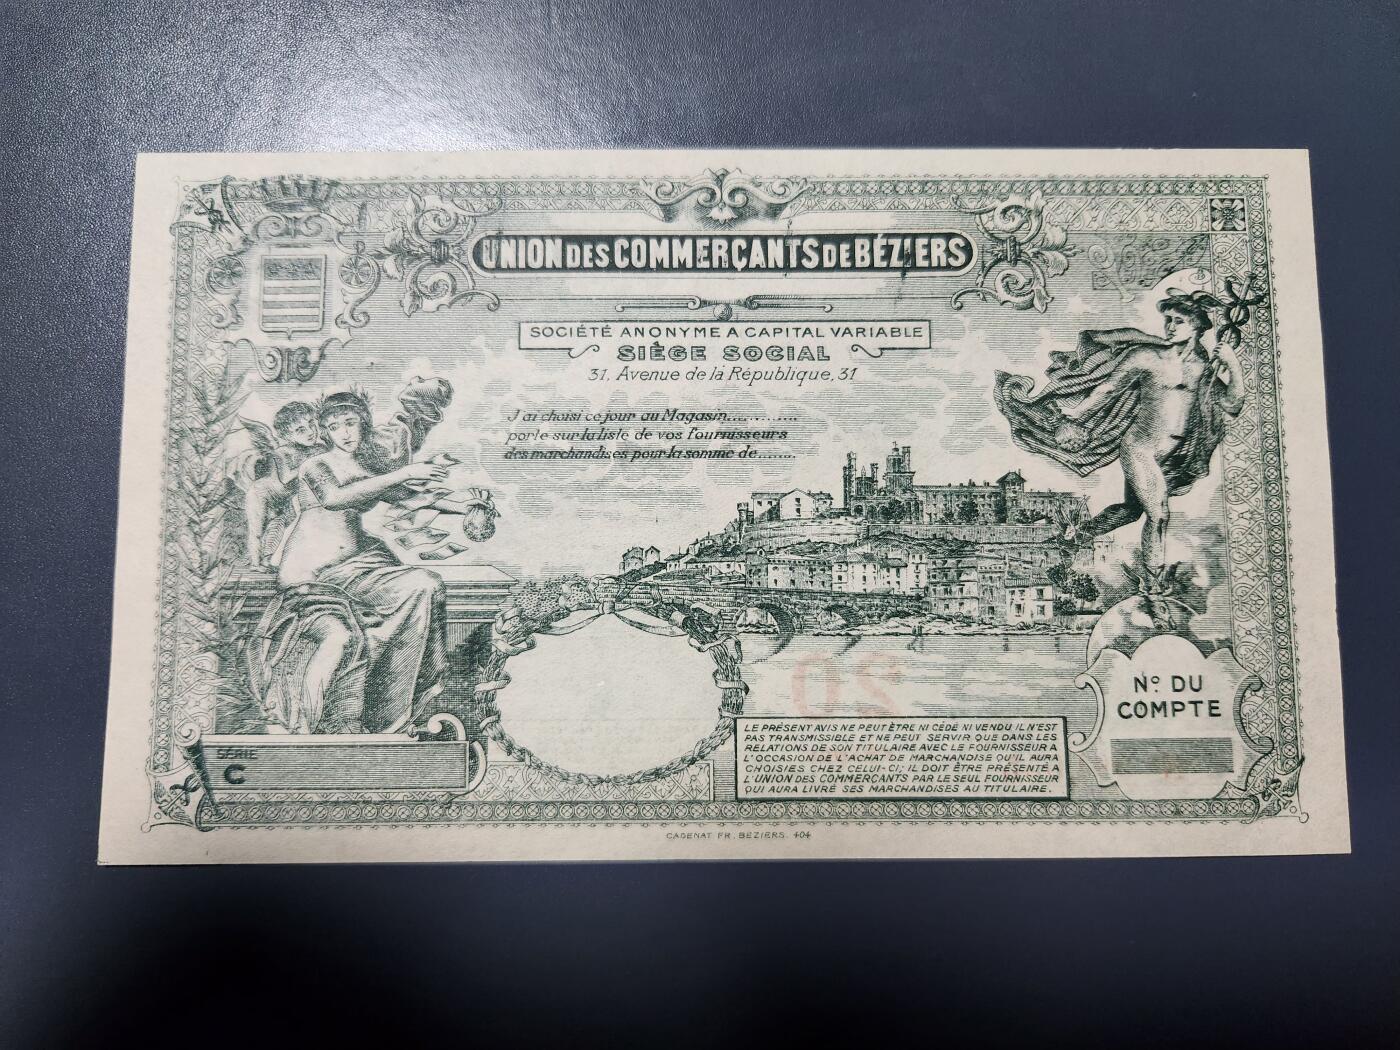 UNION DES COMMERÇANTS DE BÉZIERS
SOCIÉTÉ ANONYME A CAPITAL VARIABLE
SIÈGE SOCIAL
31, Avenue de la République, 31
J'ai choisi ce jour au Magasin............
porte sur la liste de vos fournisseurs
des marchandises pour la somme de.......
20
N° DU
COMPTE
SÉRIE
C
LE PRÉSENT AVIS NE PEUT ÊTRE NI CÉDÉ NI VENDU IL N'EST
PAS TRANSMISSIBLE ET NE PEUT SERVIR QUE DANS LES
RELATIONS DE SON TITULAIRE AVEC LE FOURNISSEUR A
L'OCCASION DE L'ACHAT DE MARCHANDISE QU'IL AURA
CHOISIES CHEZ CELUI-CI; IL DOIT ÊTRE PRÉSENTÉ A
L'UNION DES COMMERÇANTS PAR LE SEUL FOURNISSEUR
QUI AURA LIVRÉ SES MARCHANDISES AU TITULAIRE.
CADENAT FR. BEZIERS. 404